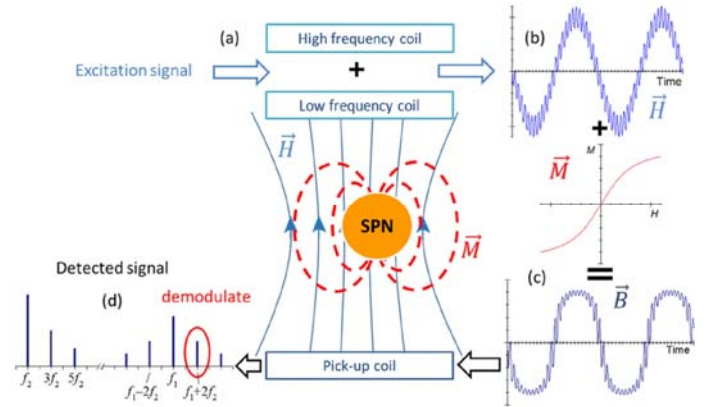 (a)
High frequency coil
(b)
Excitation signal
+
Time
Low frequency coil
H
+
H
M
M
H
SPN
M
Detected signal
(d)
demodulate
=
(c)
B
Time
f₂ 3f₂ 5f₂ f₁-2f₂ f₁ f₁+2f₂
Pick-up coil